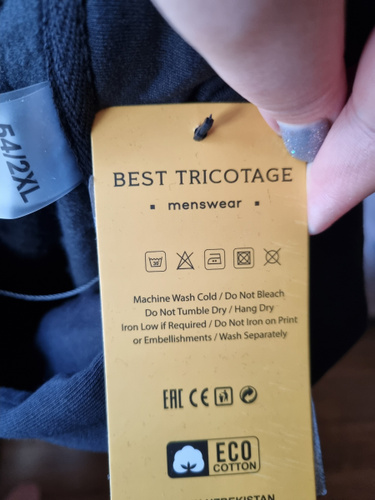 54/2XL
BEST TRICOTAGE
menswear
Machine Wash Cold / Do Not Bleach
Do Not Tumble Dry / Hang Dry
Iron Low if Required / Do Not Iron on Print
or Embellishments / Wash Separately
EAC CE
ECO
COTTON
UZBEKISTAN